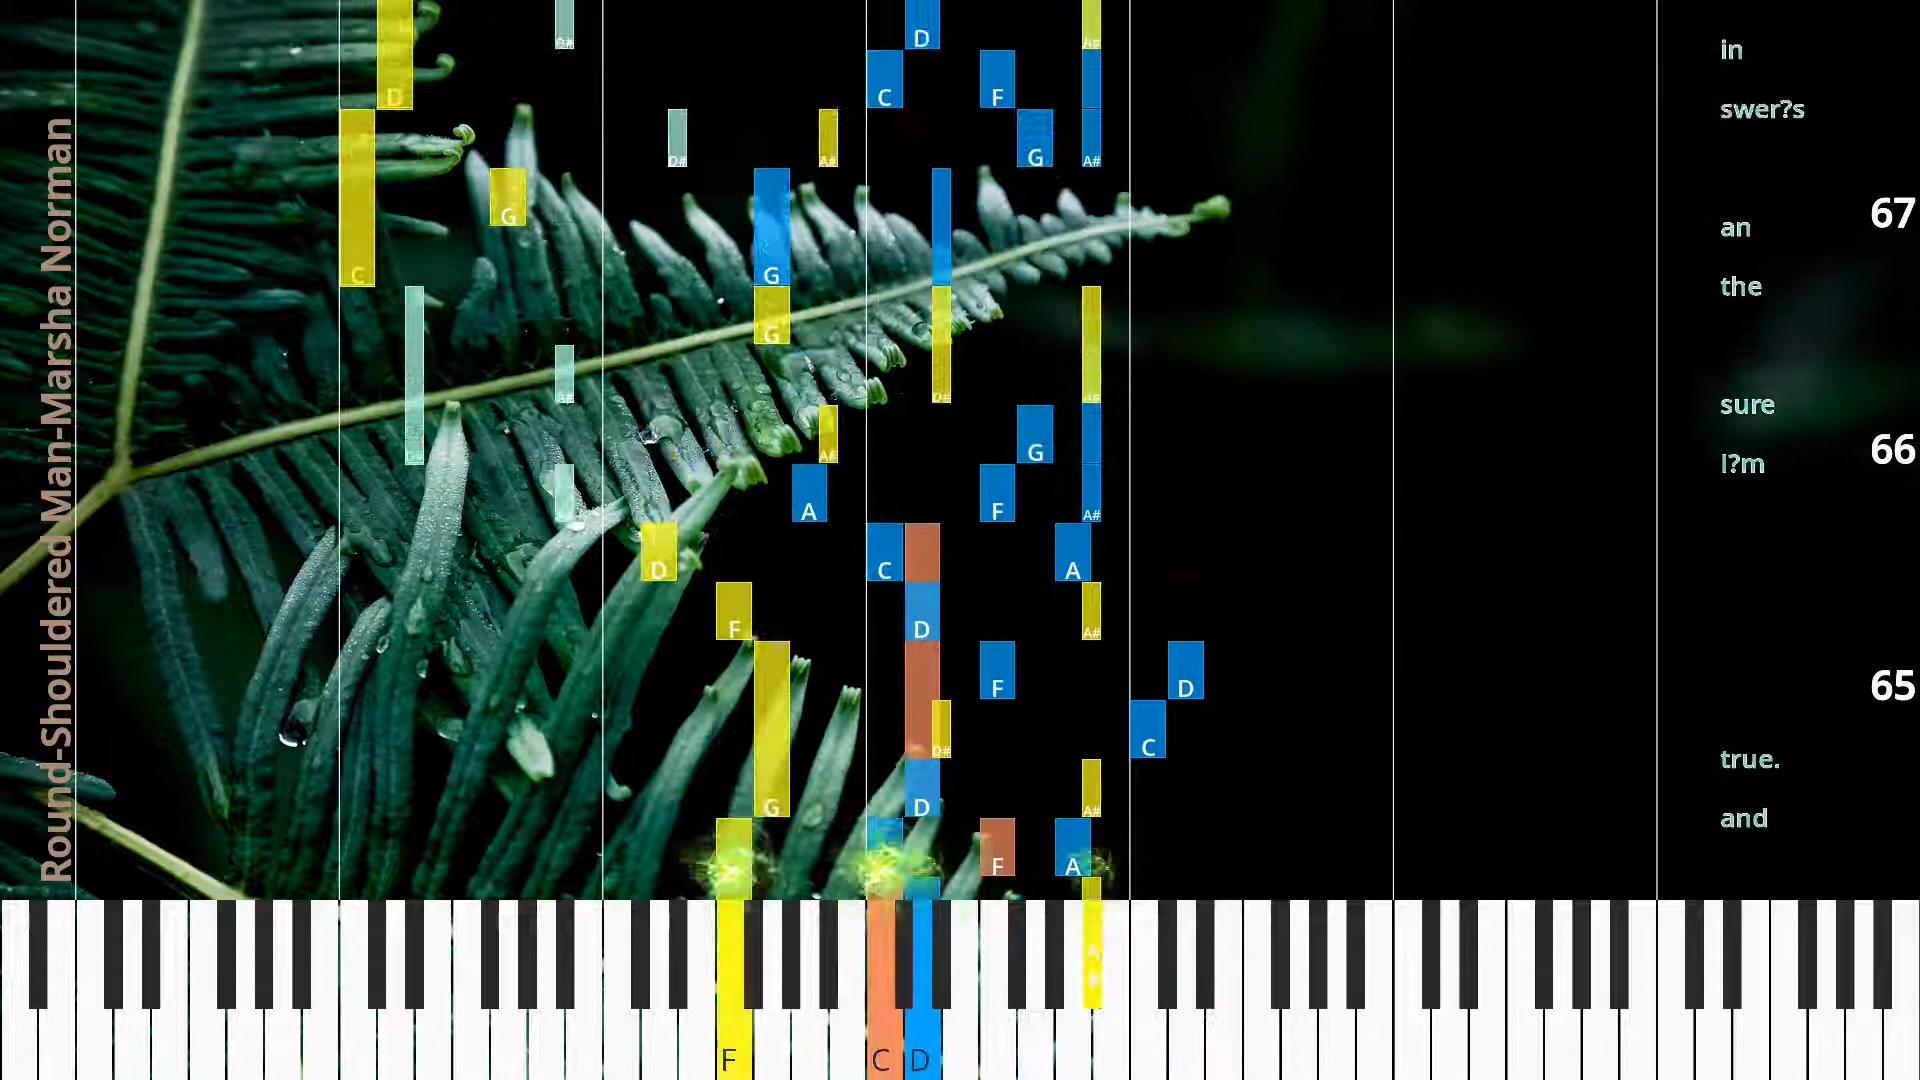 Round-Shouldered Man-Marsha Norman
D
D#
D
A#
in
C
F
swer?s
D#
A#
G
A#
G
67
an
C
G
the
G
D#
A#
A#
sure
D#
A#
G
66
I?m
A
F
A#
D
C
A
F
D
A#
F
D
65
D#
C
true.
G
D
A#
and
F
A
A
#
F
C
D